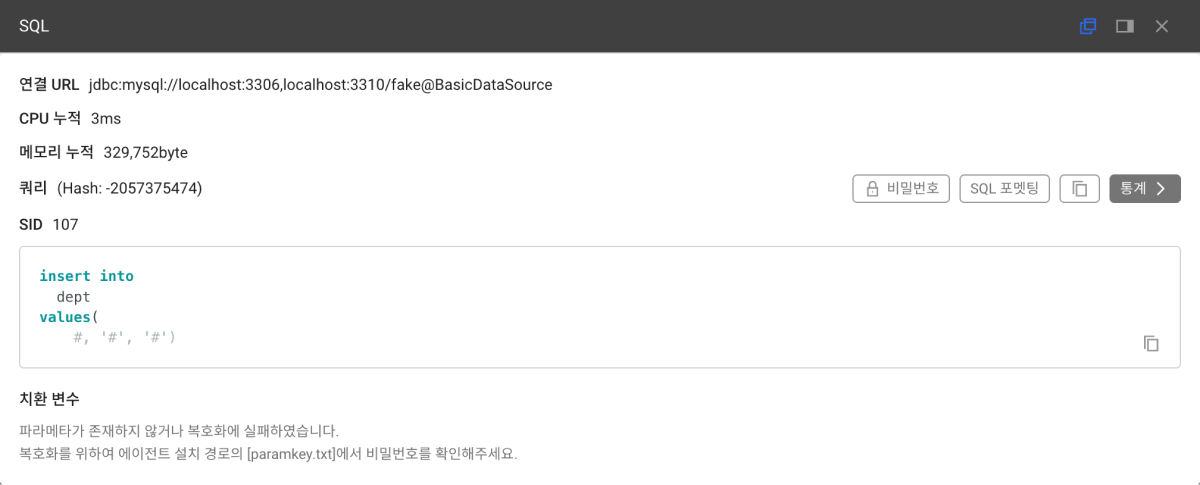 SQL
연결 URL jdbc:mysql://localhost:3306,localhost:3310/fake@BasicDataSource
CPU 누적 3ms
메모리 누적 329,752byte
쿼리 (Hash: -2057375474) 비밀번호 SQL 포멧팅 통계
SID 107
insert into
dept
values(
#, '#', '#')
치환 변수
파라메타가 존재하지 않거나 복호화에 실패하였습니다.
복호화를 위하여 에이전트 설치 경로의 [paramkey.txt]에서 비밀번호를 확인해주세요.